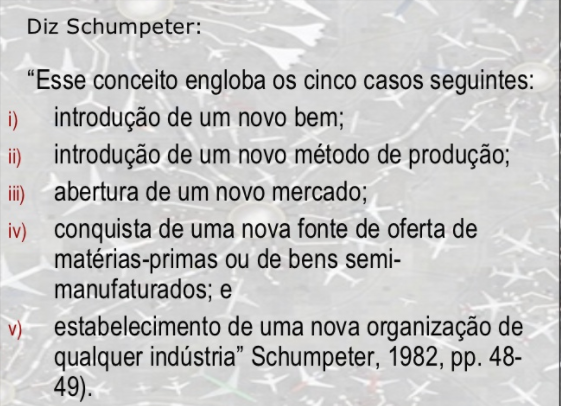 Diz Schumpeter:
“Esse conceito engloba os cinco casos seguintes:
i) introdução de um novo bem;
ii) introdução de um novo método de produção;
iii) abertura de um novo mercado;
iv) conquista de uma nova fonte de oferta de
matérias-primas ou de bens semi-
manufaturados; e
v) estabelecimento de uma nova organização de
qualquer indústria” Schumpeter, 1982, pp. 48-
49).